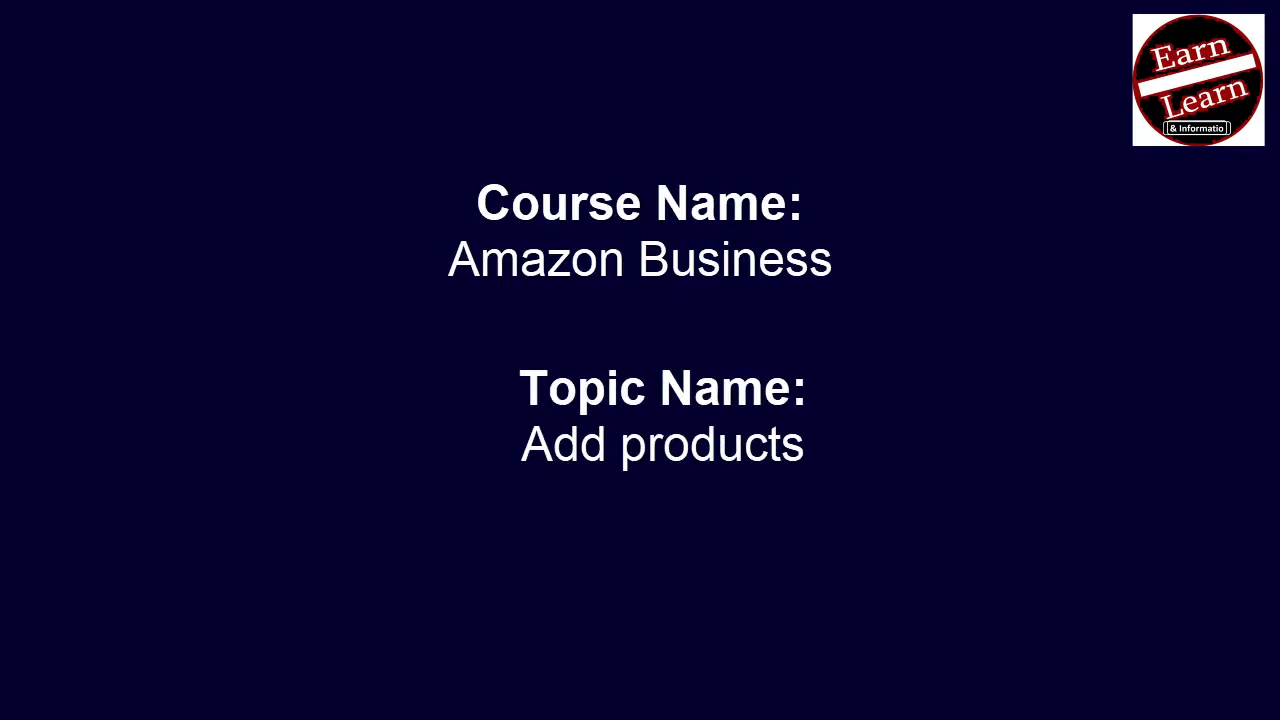 Earn
Learn
& Informatio
Course Name:
Amazon Business
Topic Name:
Add products